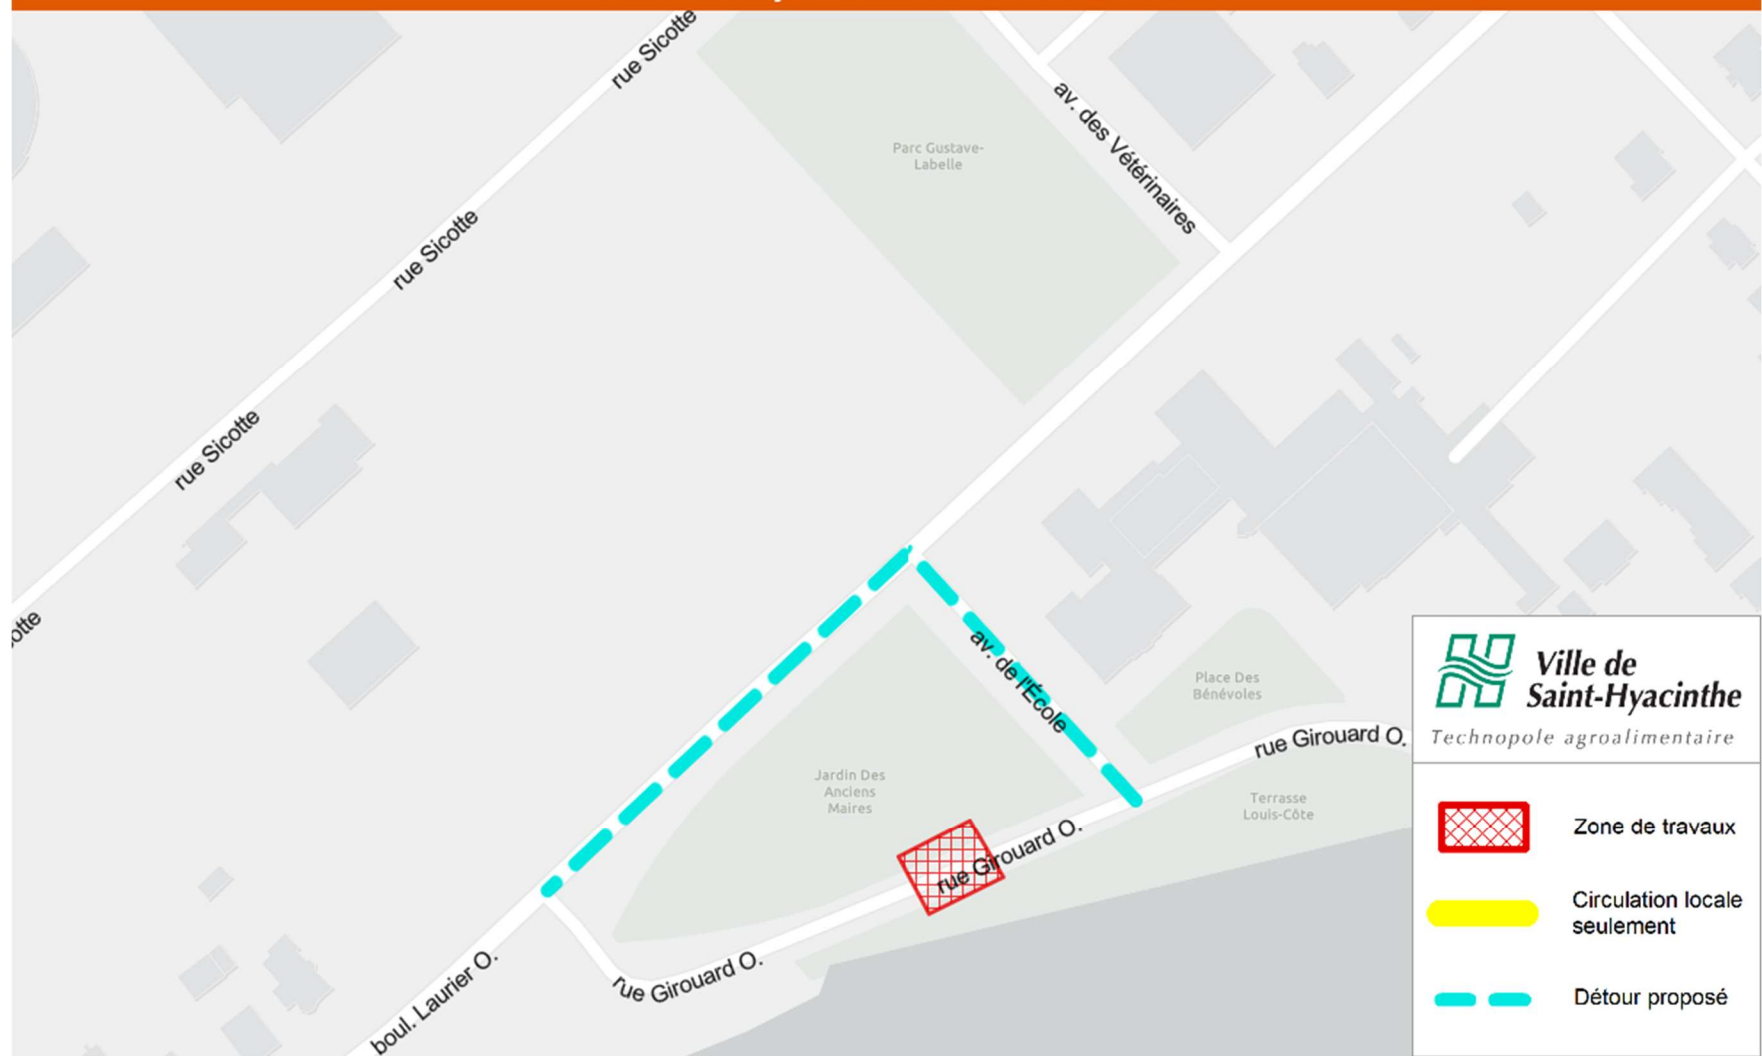 rue Sicotte
Parc Gustave-
Labelle
av. des Vétérinaires
rue Sicotte
rue Sicotte
av. de l'École
Place Des
Bénévoles
rue Girouard O.
Jardin Des
Anciens
Maires
Terrasse
Louis-Côte
rue Girouard O.
rue Girouard O.
boul. Laurier O.
Ville de
Saint-Hyacinthe
Technopole agroalimentaire
Zone de travaux
Circulation locale
seulement
Détour proposé